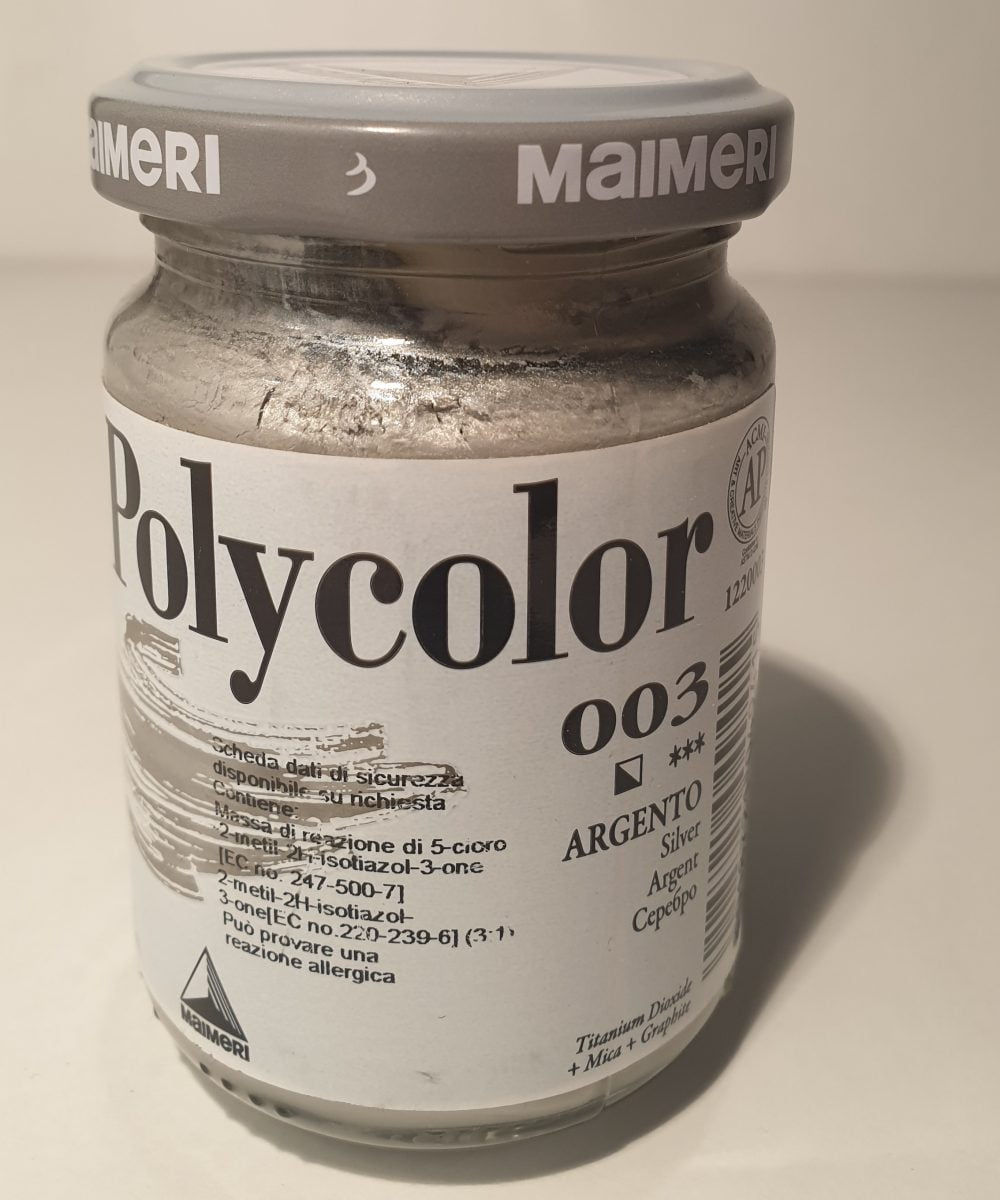 aIMERI
MAIMERI
Polycolor
ACMI
AP
003
***
ARGENTO
Silver
Argent
Серебро
Scheda dati di sicurezza
disponibile su richiesta
Contiene:
Massa di reazione di 5-cloro
2-metil-2H-isotiazol-3-one
[EC no. 247-500-7]
2-metil-2H-isotiazol-
3-one[EC no.220-239-6] (3:1)
Può provare una
reazione allergica
MAIMERI
Titanium Dioxide
+ Mica + Graphite